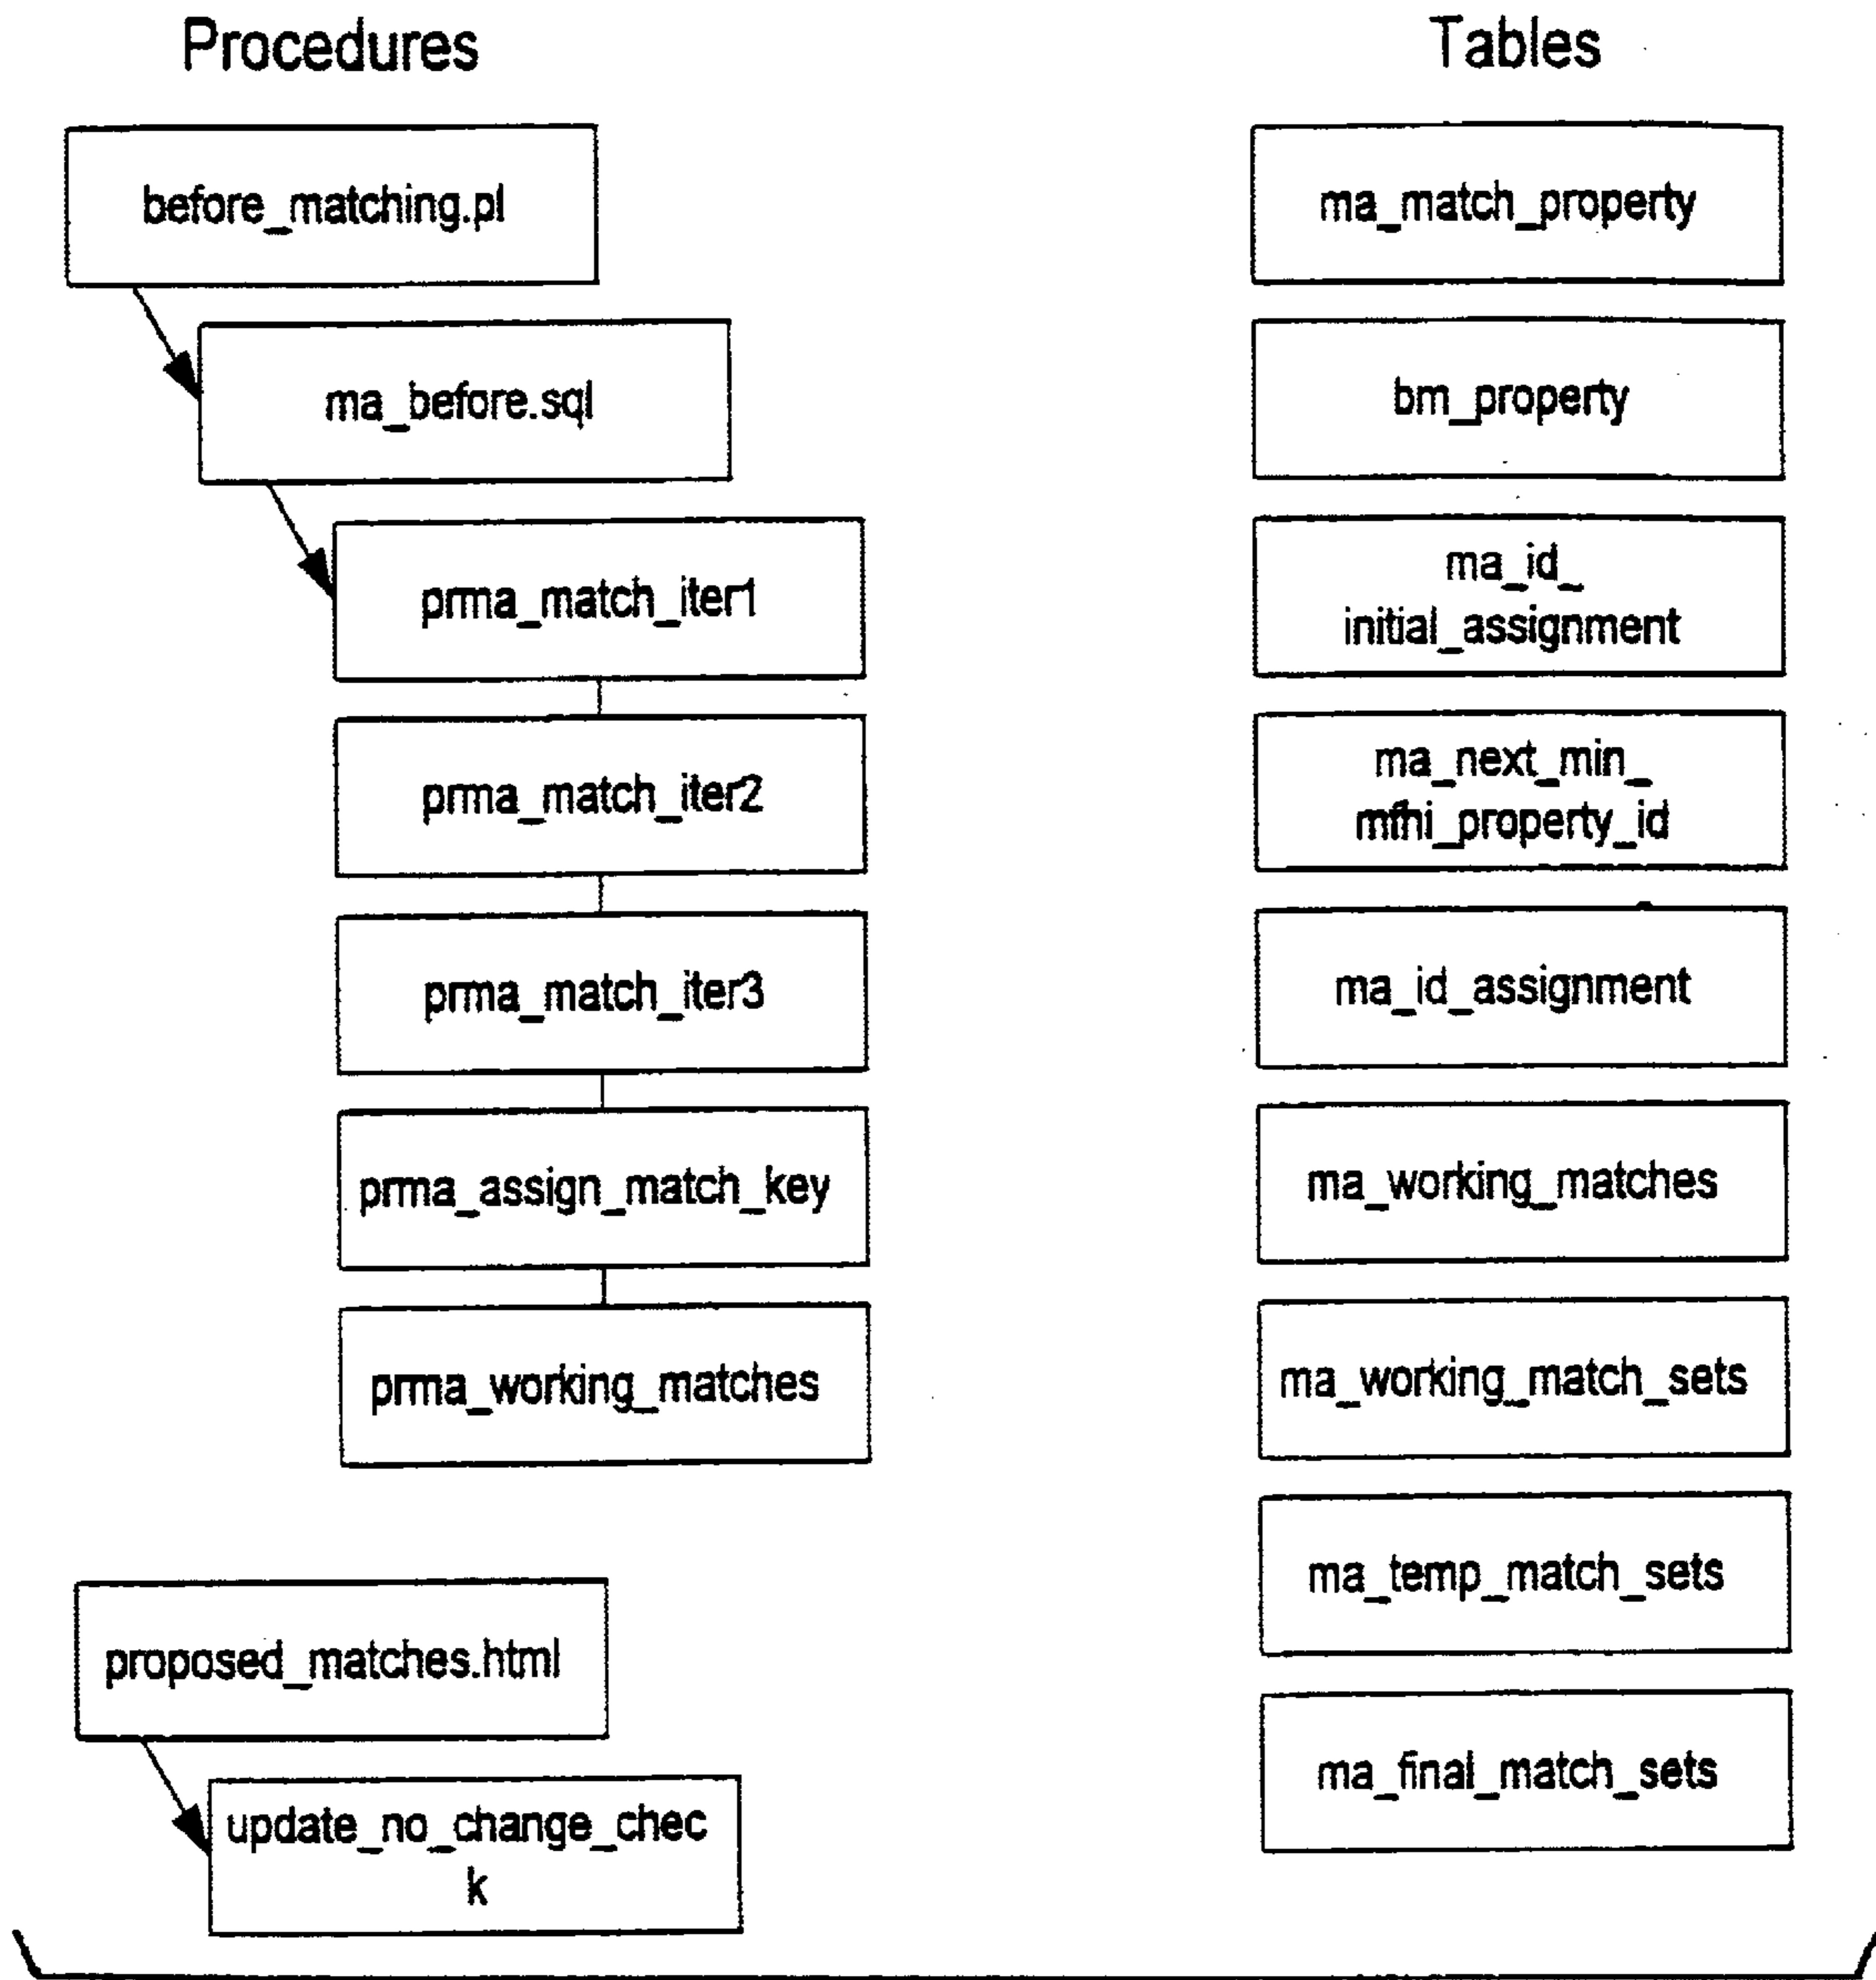 Procedures
before_matching.pl
ma_before.sql
prma_match_iter1
prma_match_iter2
prma_match_iter3
prma_assign_match_key
prma_working_matches
proposed_matches.html
update_no_change_chec
k
Tables
ma_match_property
bm_property
ma_id_
initial_assignment
ma_next_min_
mfhi_property_id
ma_id_assignment
ma_working_matches
ma_working_match_sets
ma_temp_match_sets
ma_final_match_sets